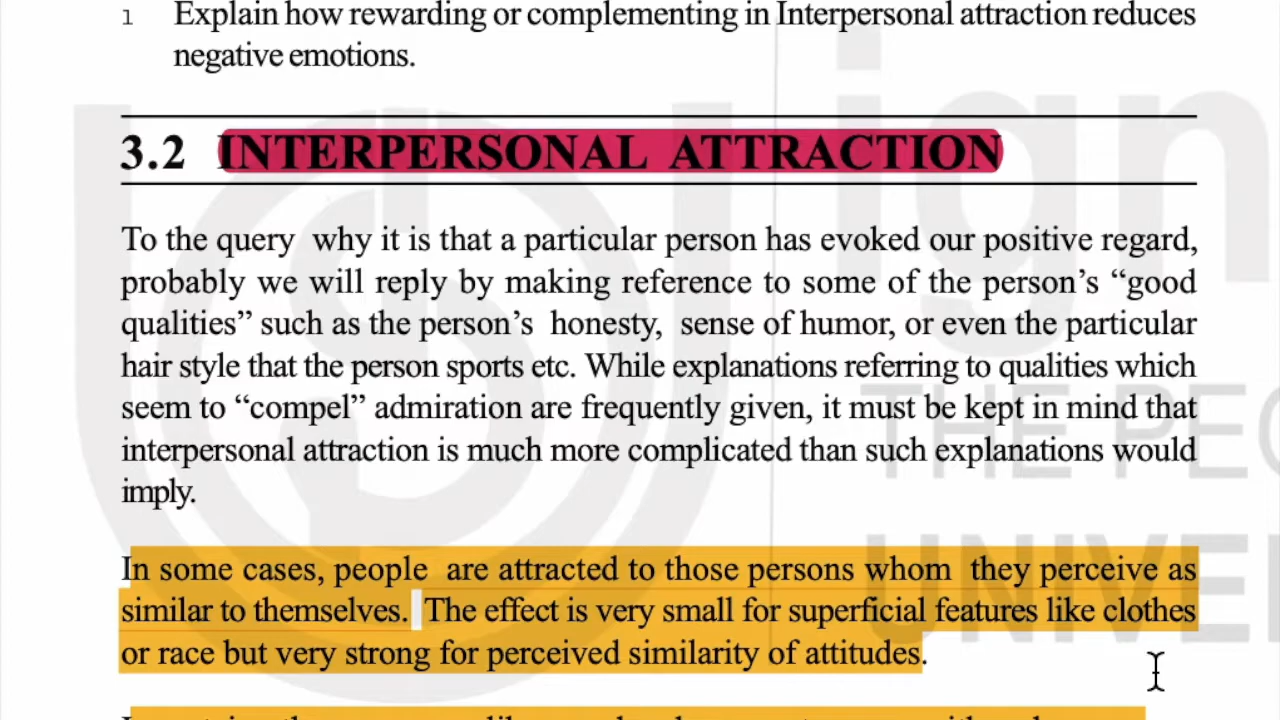 1 Explain how rewarding or complementing in Interpersonal attraction reduces
negative emotions.
3.2 INTERPERSONAL ATTRACTION
To the query why it is that a particular person has evoked our positive regard,
probably we will reply by making reference to some of the person's “good
qualities” such as the person's honesty, sense of humor, or even the particular
hair style that the person sports etc. While explanations referring to qualities which
seem to “compel” admiration are frequently given, it must be kept in mind that
interpersonal attraction is much more complicated than such explanations would
imply.
In some cases, people are attracted to those persons whom they perceive as
similar to themselves. The effect is very small for superficial features like clothes
or race but very strong for perceived similarity of attitudes.
ign
THE PEO
UNIVER